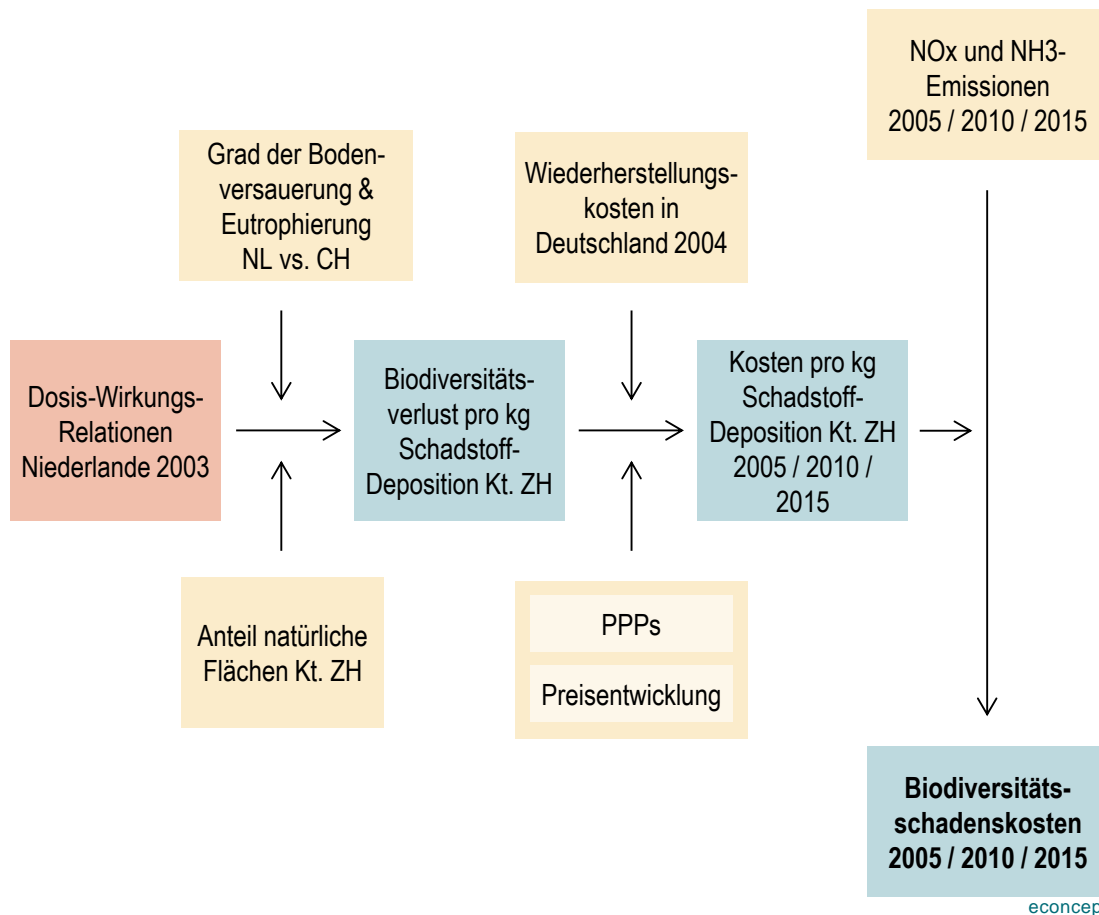 NOx und NH3-
Emissionen
2005 / 2010 / 2015
Grad der Boden-
versauerung &
Eutrophierung
NL vs. CH
Wiederherstellungs-
kosten in
Deutschland 2004
Dosis-Wirkungs-
Relationen
Niederlande 2003
Biodiversitäts-
verlust pro kg
Schadstoff-
Deposition Kt. ZH
Kosten pro kg
Schadstoff-
Deposition Kt. ZH
2005 / 2010 /
2015
Anteil natürliche
Flächen Kt. ZH
PPPs
Preisentwicklung
Biodiversitäts-
schadenskosten
2005 / 2010 / 2015
econcep